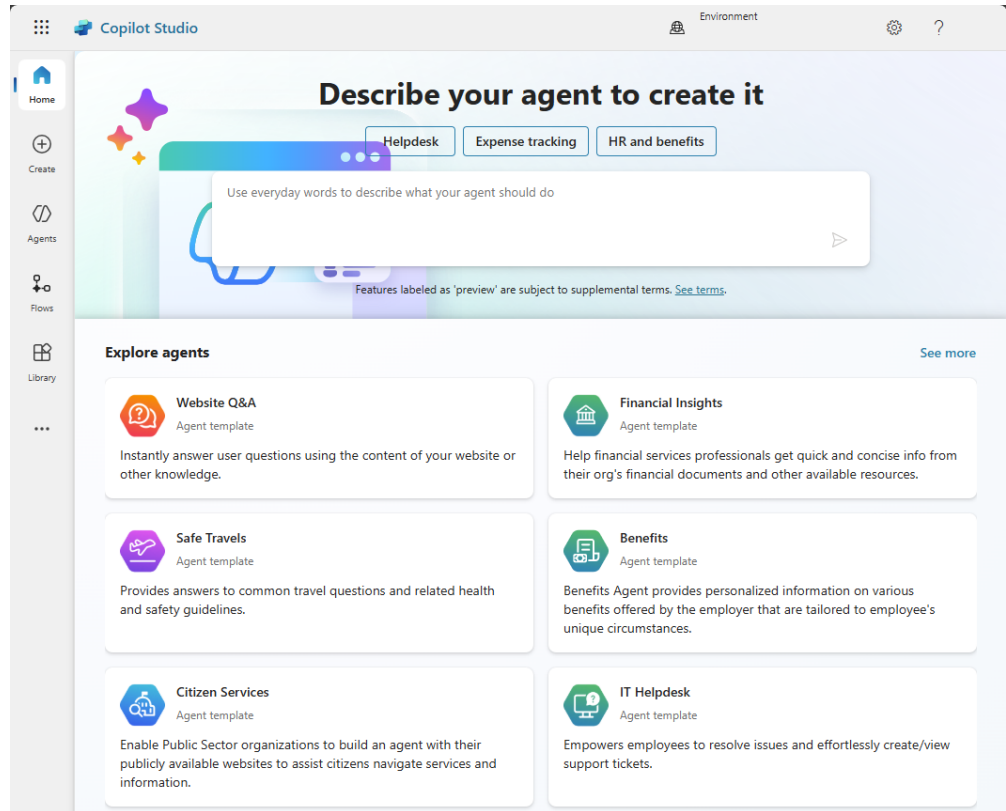 Copilot Studio
Environment
?
Home
Create
Agents
Flows
Library
Describe your agent to create it
Helpdesk
Expense tracking
HR and benefits
Use everyday words to describe what your agent should do
Features labeled as 'preview' are subject to supplemental terms. See terms.
Explore agents
See more
Website Q&A
Agent template
Instantly answer user questions using the content of your website or
other knowledge.
Financial Insights
Agent template
Help financial services professionals get quick and concise info from
their org's financial documents and other available resources.
Safe Travels
Agent template
Provides answers to common travel questions and related health
and safety guidelines.
Benefits
Agent template
Benefits Agent provides personalized information on various
benefits offered by the employer that are tailored to employee's
unique circumstances.
Citizen Services
Agent template
Enable Public Sector organizations to build an agent with their
publicly available websites to assist citizens navigate services and
information.
IT Helpdesk
Agent template
Empowers employees to resolve issues and effortlessly create/view
support tickets.